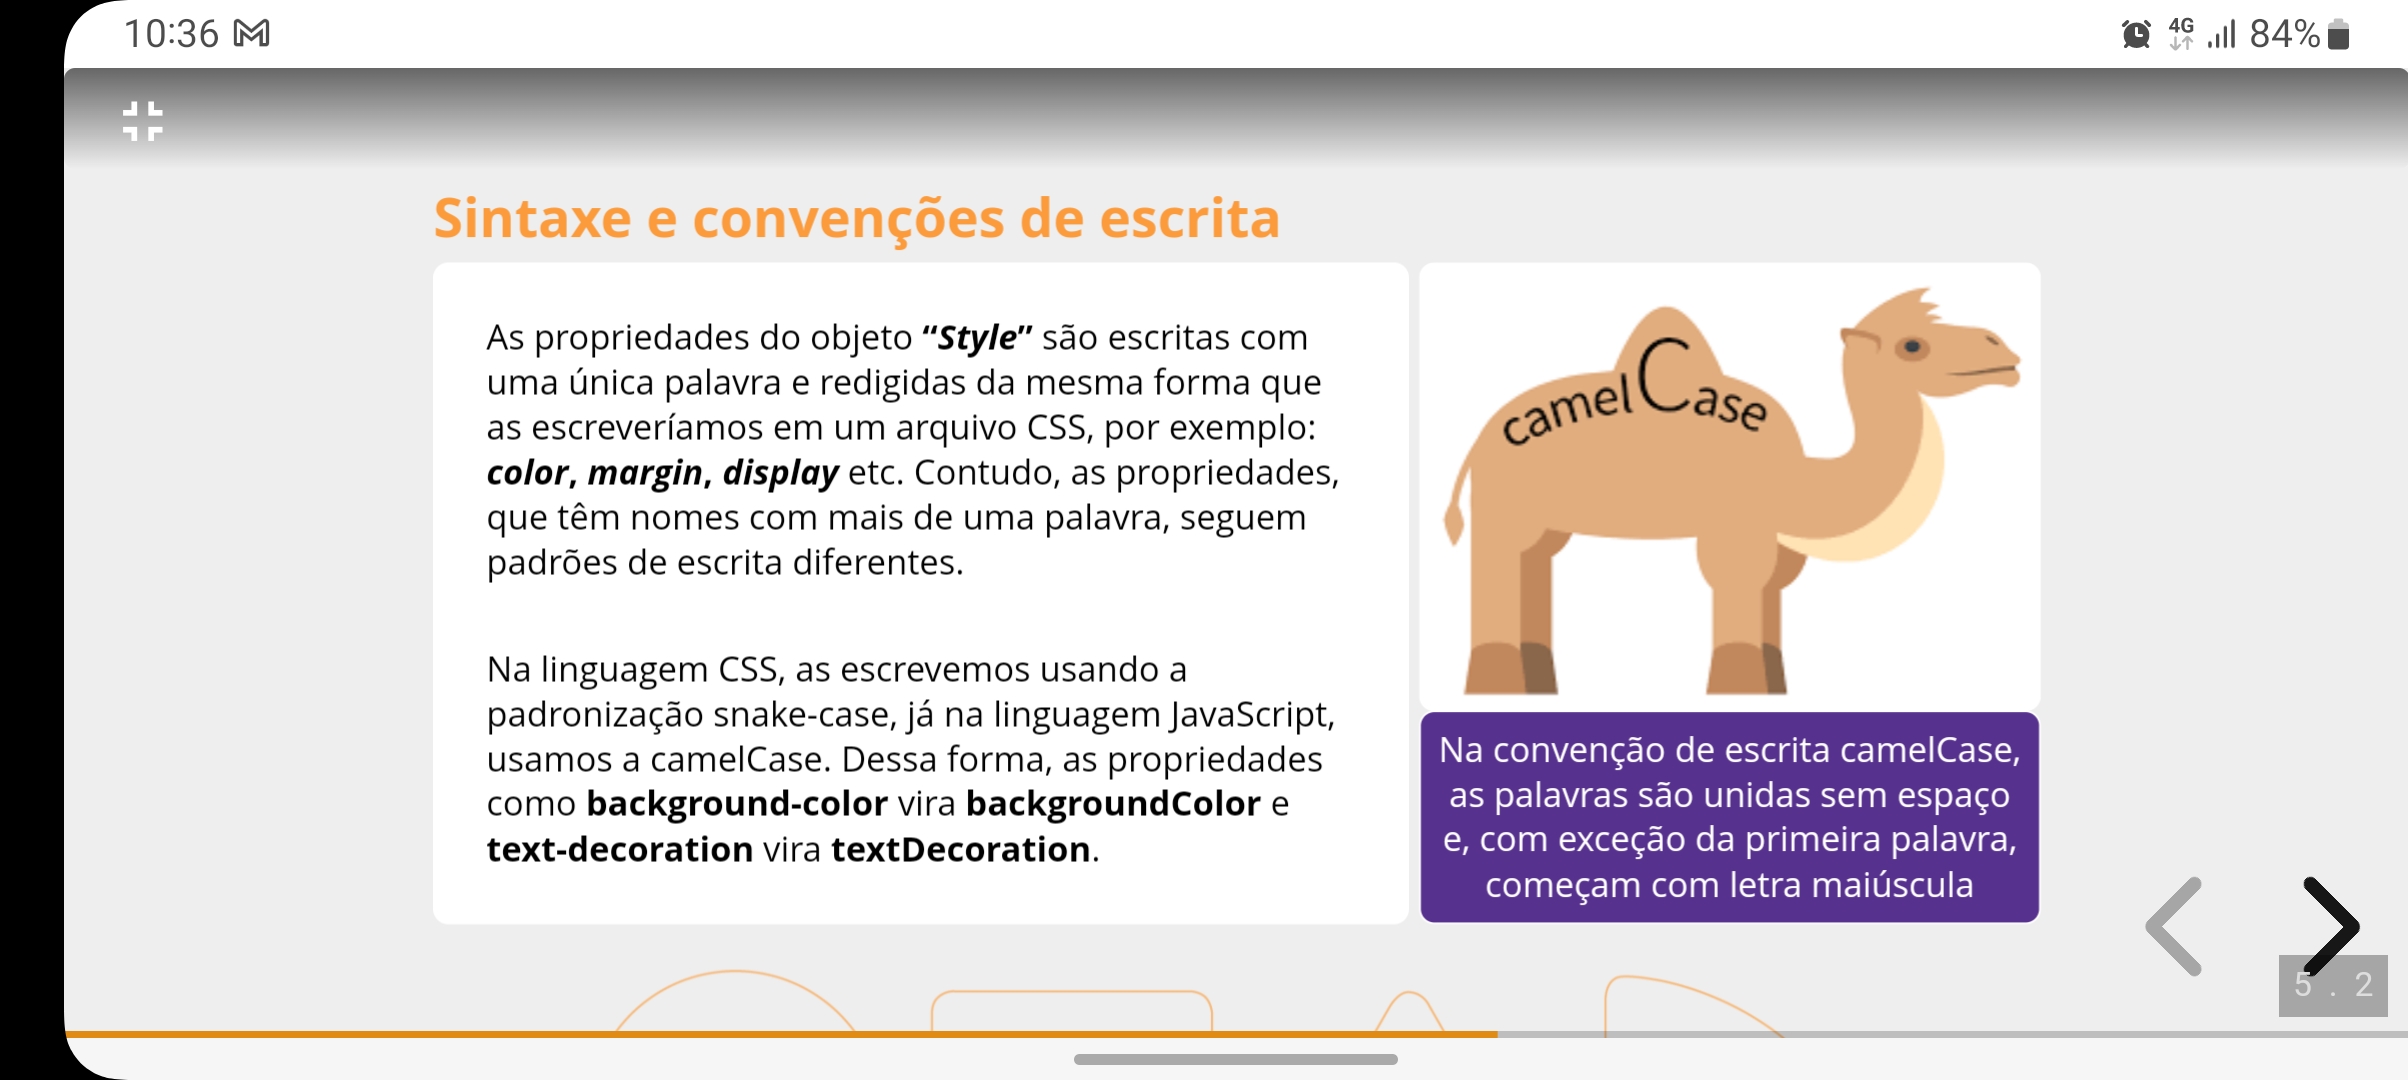 10:36
4G
84%
Sintaxe e convenções de escrita
As propriedades do objeto “Style” são escritas com
uma única palavra e redigidas da mesma forma que
as escreveríamos em um arquivo CSS, por exemplo:
color, margin, display etc. Contudo, as propriedades,
que têm nomes com mais de uma palavra, seguem
padrões de escrita diferentes.
Na linguagem CSS, as escrevemos usando a
padronização snake-case, já na linguagem JavaScript,
usamos a camelCase. Dessa forma, as propriedades
como background-color vira backgroundColor e
text-decoration vira textDecoration.
camelCase
Na convenção de escrita camelCase,
as palavras são unidas sem espaço
e, com exceção da primeira palavra,
começam com letra maiúscula
5 . 2